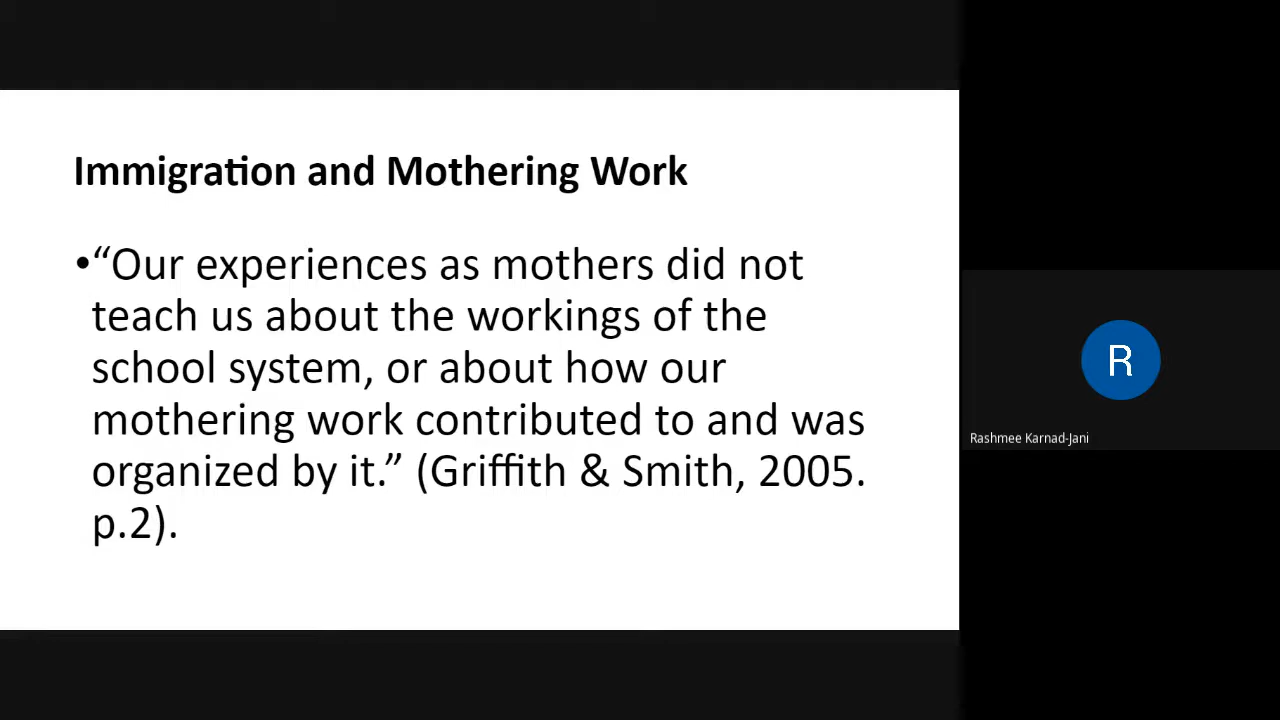 Immigration and Mothering Work
•“Our experiences as mothers did not
teach us about the workings of the
school system, or about how our
mothering work contributed to and was
organized by it.” (Griffith & Smith, 2005.
p.2).
R
Rashmee Karnad-Jani